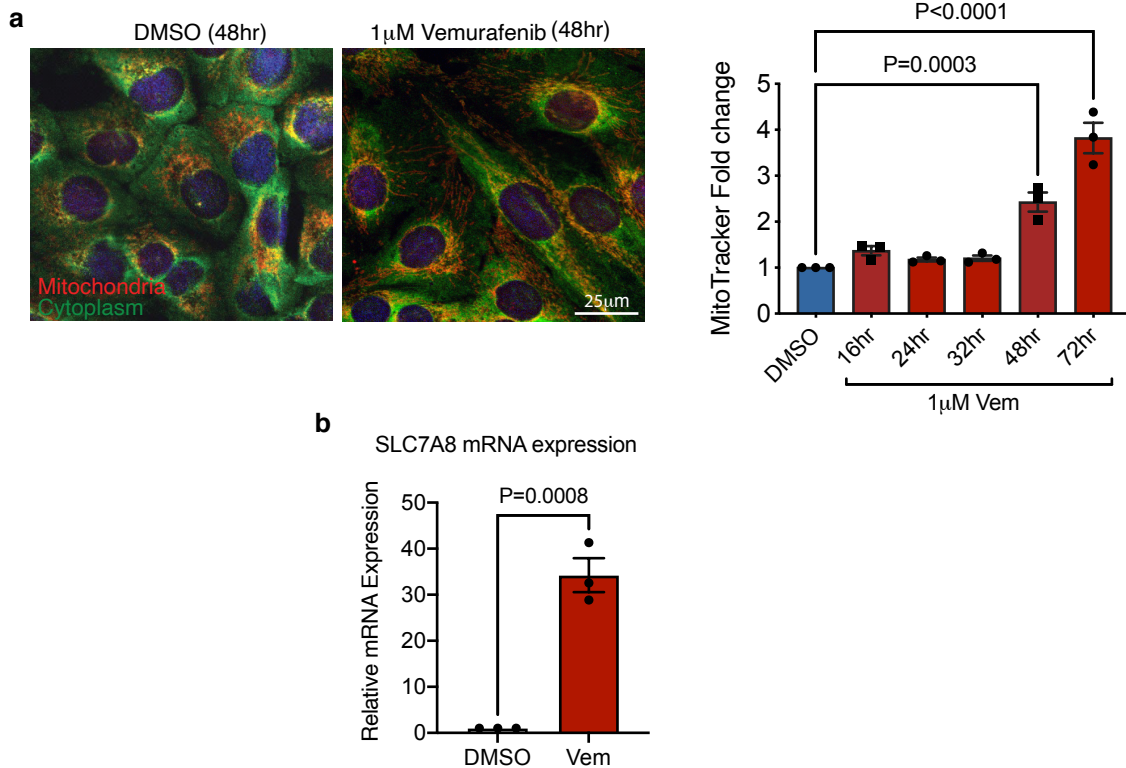 a
DMSO (48hr)
1μM Vemurafenib (48hr)
Mitochondria
Cytoplasm
25μm
P<0.0001
P=0.0003
MitoTracker Fold change
5
4
3
2
1
0
DMSO
16hr
24hr
32hr
48hr
72hr
1μM Vem
b
SLC7A8 mRNA expression
P=0.0008
Relative mRNA Expression
50
40
30
20
10
0
DMSO
Vem